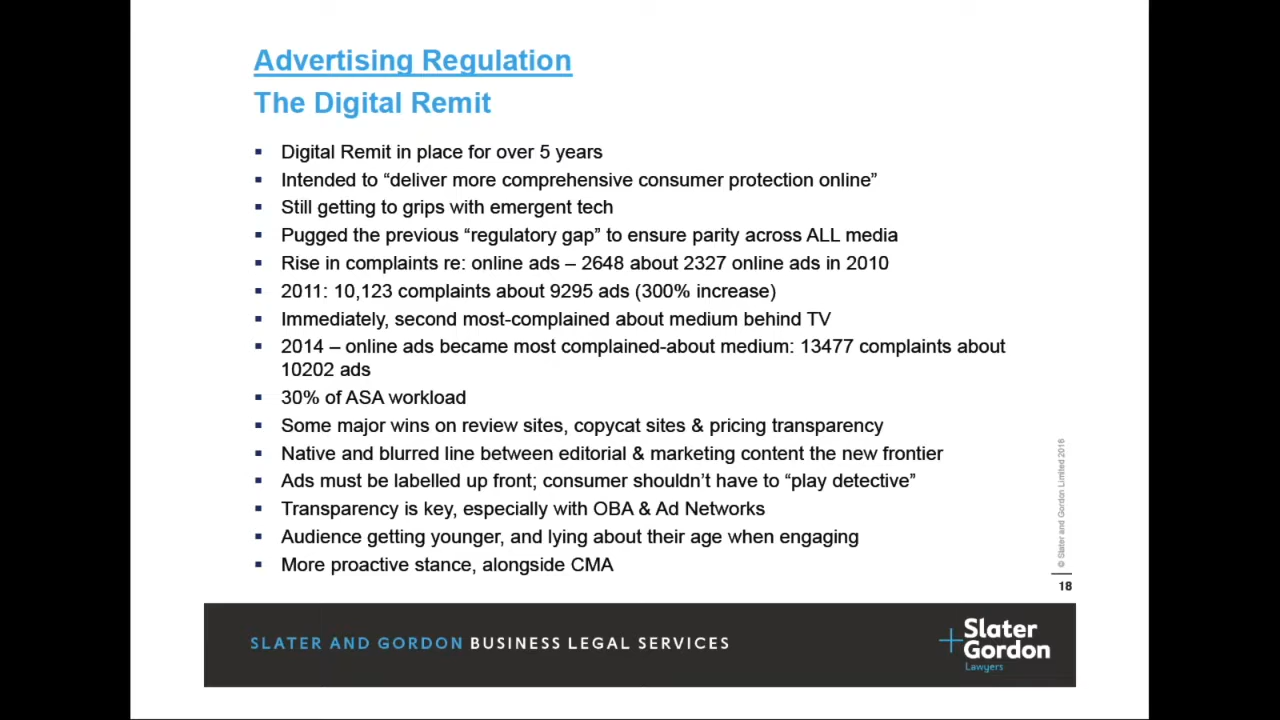 Advertising Regulation
The Digital Remit
▪ Digital Remit in place for over 5 years
▪ Intended to “deliver more comprehensive consumer protection online”
▪ Still getting to grips with emergent tech
▪ Pugged the previous “regulatory gap” to ensure parity across ALL media
▪ Rise in complaints re: online ads – 2648 about 2327 online ads in 2010
▪ 2011: 10,123 complaints about 9295 ads (300% increase)
▪ Immediately, second most-complained about medium behind TV
▪ 2014 – online ads became most complained-about medium: 13477 complaints about
10202 ads
▪ 30% of ASA workload
▪ Some major wins on review sites, copycat sites & pricing transparency
▪ Native and blurred line between editorial & marketing content the new frontier
▪ Ads must be labelled up front; consumer shouldn’t have to “play detective”
▪ Transparency is key, especially with OBA & Ad Networks
▪ Audience getting younger, and lying about their age when engaging
▪ More proactive stance, alongside CMA
© Slater and Gordon Limited 2016
18
SLATER AND GORDON BUSINESS LEGAL SERVICES
Slater
Gordon
Lawyers